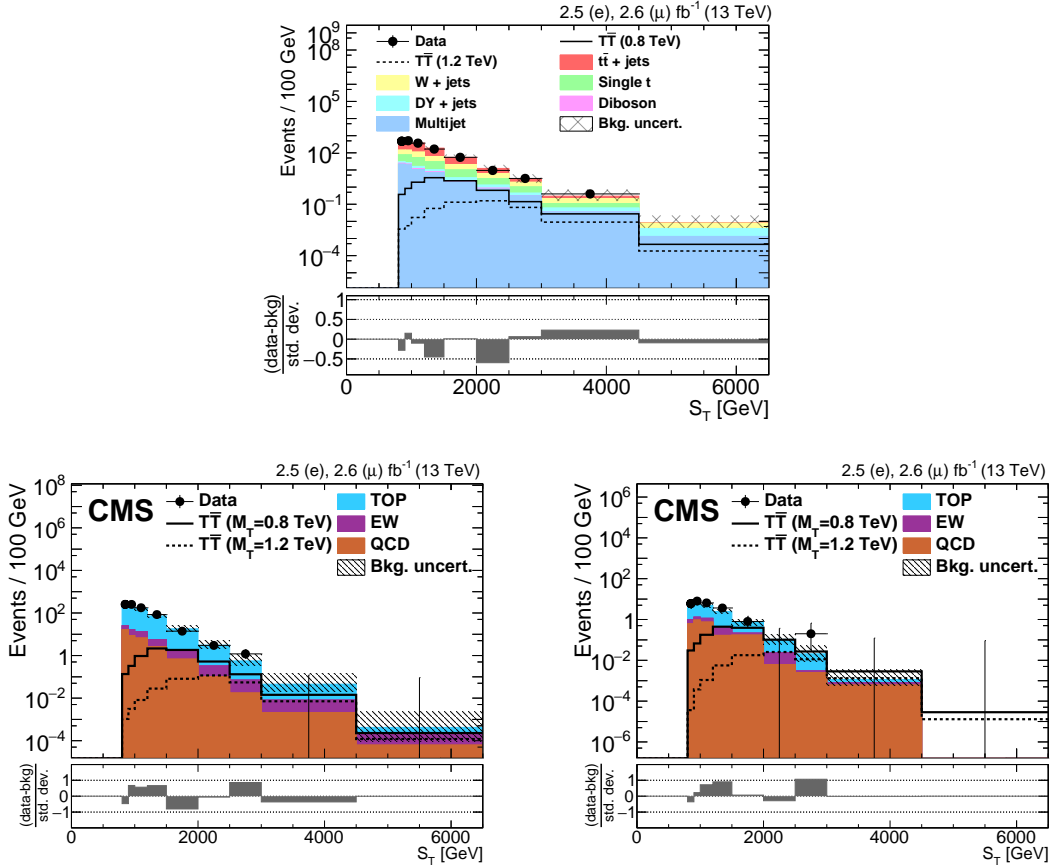 2.5 (e), 2.6 (μ) fb⁻¹ (13 TeV)
Events / 100 GeV
10⁹
10⁵
10²
10⁻¹
10⁻⁴
Data
TT̅ (0.8 TeV)
TT̅ (1.2 TeV)
tt̅ + jets
W + jets
Single t
DY + jets
Diboson
Multijet
Bkg. uncert.
(data-bkg)
std. dev.
1
0.5
0
−0.5
0 2000 4000 6000
S_T [GeV]
2.5 (e), 2.6 (μ) fb⁻¹ (13 TeV)
Events / 100 GeV
10⁸
10⁶
10⁴
10²
1
10⁻²
10⁻⁴
CMS
Data
TT̅ (M_T=0.8 TeV)
TT̅ (M_T=1.2 TeV)
TOP
EW
QCD
Bkg. uncert.
(data-bkg)
std. dev.
1
0
−1
0 2000 4000 6000
S_T [GeV]
2.5 (e), 2.6 (μ) fb⁻¹ (13 TeV)
Events / 100 GeV
10⁶
10⁴
10²
1
10⁻²
10⁻⁴
10⁻⁶
CMS
Data
TT̅ (M_T=0.8 TeV)
TT̅ (M_T=1.2 TeV)
TOP
EW
QCD
Bkg. uncert.
(data-bkg)
std. dev.
1
0
−1
0 2000 4000 6000
S_T [GeV]